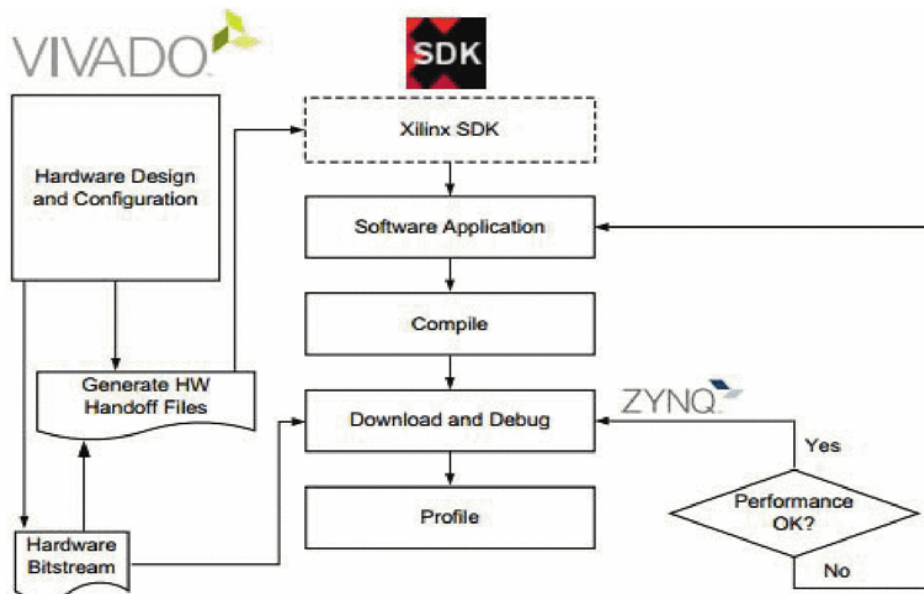 VIVADO
SDK
Xilinx SDK
Hardware Design
and Configuration
Software Application
Compile
Generate HW
Handoff Files
Download and Debug
ZYNQ
Yes
Performance
OK?
Profile
Hardware
Bitstream
No